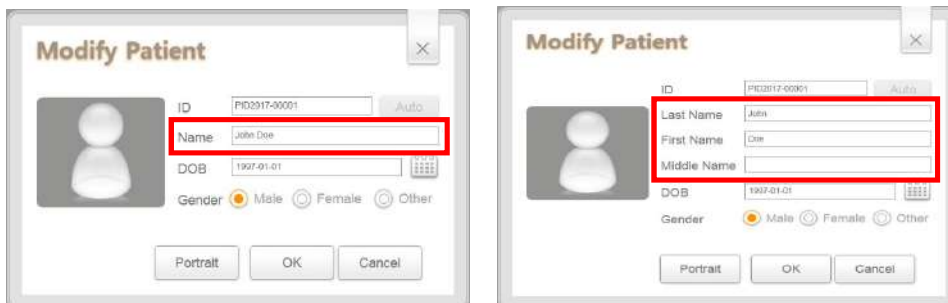 Modify Patient
ID PID2017-00001 Auto
Name John Doe
DOB 1997-01-01
Gender Male Female Other
Portrait OK Cancel
Modify Patient
ID PID2017-00001 Auto
Last Name John
First Name Doe
Middle Name
DOB 1997-01-01
Gender Male Female Other
Portrait OK Cancel